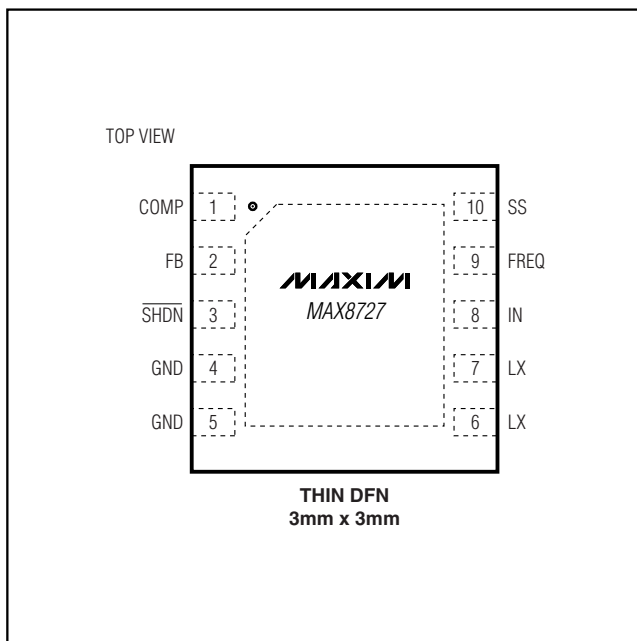 TOP VIEW
COMP 1 10 SS
FB 2 9 FREQ
MAXIM
SHDN 3 MAX8727 8 IN
GND 4 7 LX
GND 5 6 LX
THIN DFN
3mm x 3mm